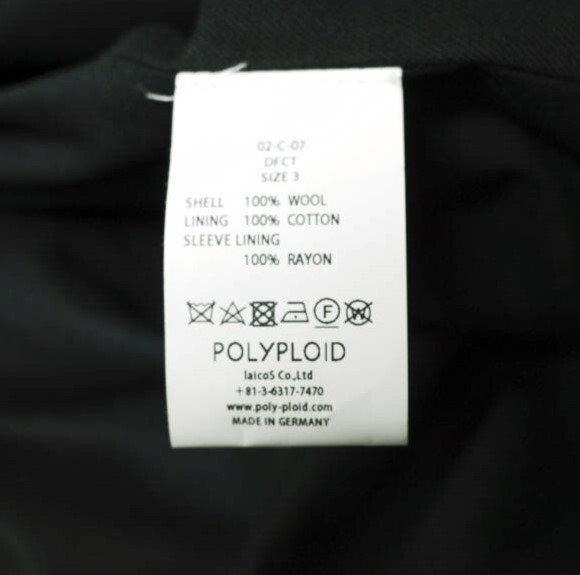 02-C-07
DFCT
SIZE 3
SHELL 100% WOOL
LINING 100% COTTON
SLEEVE LINING
100% RAYON
F W
POLYPLOID
laicoS Co.,Ltd
+81-3-6317-7470
www.poly-ploid.com
MADE IN GERMANY